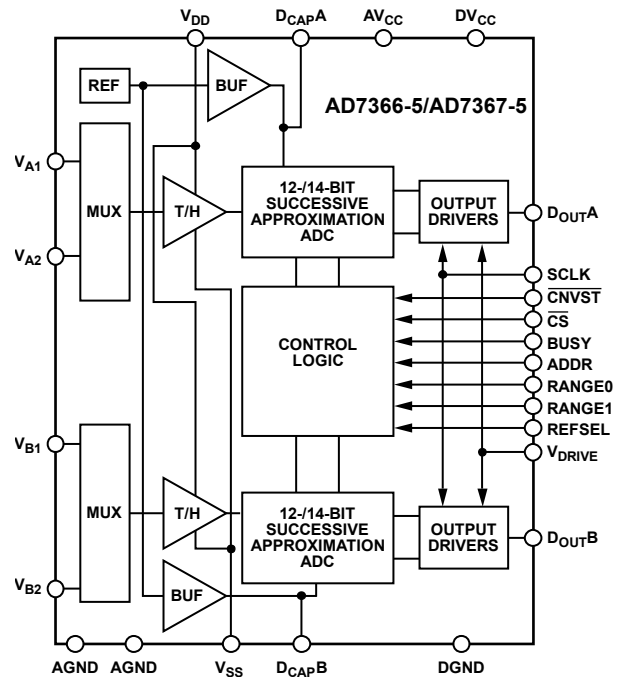 VDD
DCAPA
AVCC
DVCC
REF
BUF
AD7366-5/AD7367-5
VA1
MUX
T/H
12-/14-BIT
SUCCESSIVE
APPROXIMATION
ADC
OUTPUT
DRIVERS
DOUTA
VA2
SCLK
CNVST
CS
BUSY
ADDR
RANGE0
RANGE1
REFSEL
VDRIVE
CONTROL
LOGIC
VB1
MUX
T/H
12-/14-BIT
SUCCESSIVE
APPROXIMATION
ADC
OUTPUT
DRIVERS
DOUTB
VB2
BUF
AGND
AGND
VSS
DCAPB
DGND